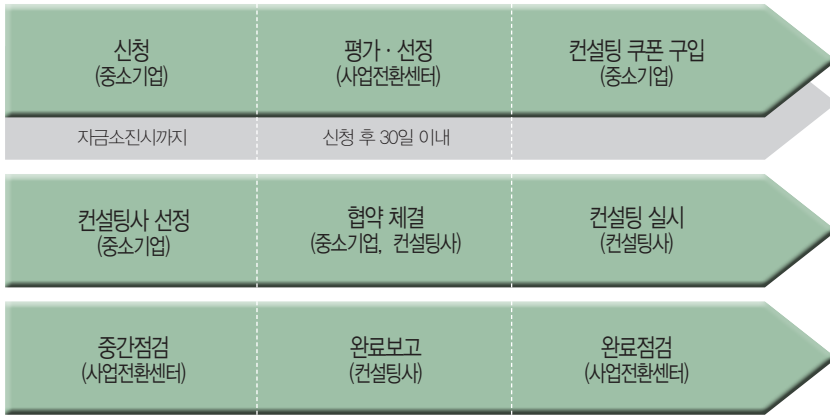 신청
(중소기업)
평가 · 선정
(사업전환센터)
컨설팅 쿠폰 구입
(중소기업)
자금소진시까지
신청 후 30일 이내
컨설팅사 선정
(중소기업)
협약 체결
(중소기업, 컨설팅사)
컨설팅 실시
(컨설팅사)
중간점검
(사업전환센터)
완료보고
(컨설팅사)
완료점검
(사업전환센터)